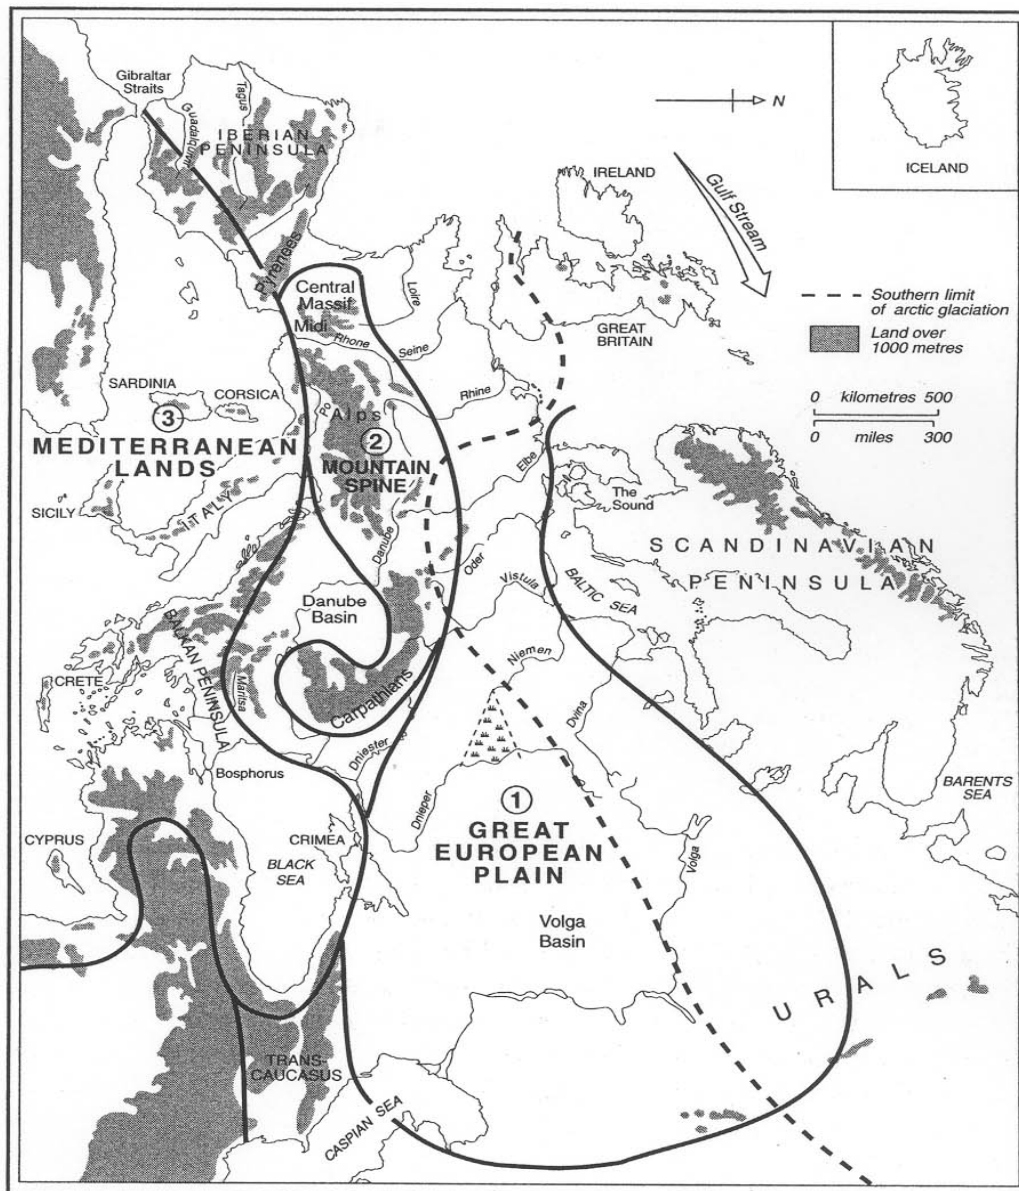 Gibraltar
Straits
Guadalquivir
Tagus
IBERIAN
PENINSULA
N
ICELAND
IRELAND
Gulf Stream
Pyrenees
Central
Massif
Midi
Loire
Rhone
Seine
GREAT
BRITAIN
Southern limit
of arctic glaciation
Land over
1000 metres
0 kilometres 500
0 miles 300
SARDINIA
CORSICA
3
MEDITERRANEAN
LANDS
Po
Alps
2
MOUNTAIN
SPINE
Rhine
Elbe
SICILY
ITALY
Danube
The
Sound
SCANDINAVIAN
PENINSULA
Oder
Vistula
BALTIC SEA
Danube
Basin
BALKAN PENINSULA
CRETE
Maritsa
Carpathians
Niemen
Dvina
Dniester
Bosphorus
Dnieper
BARENTS
SEA
1
GREAT
EUROPEAN
PLAIN
CYPRUS
CRIMEA
BLACK
SEA
Volga
Volga
Basin
URALS
TRANS-
CAUCASUS
CASPIAN SEA